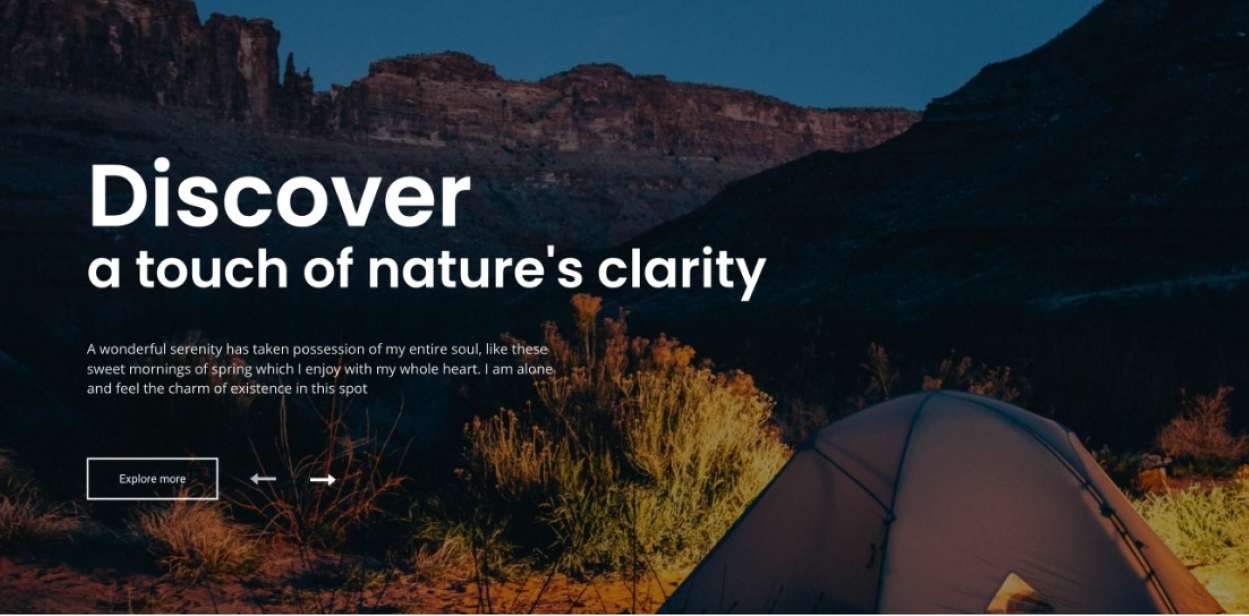 Discover
a touch of nature's clarity
A wonderful serenity has taken possession of my entire soul, like these
sweet mornings of spring which I enjoy with my whole heart. I am alone
and feel the charm of existence in this spot
Explore more